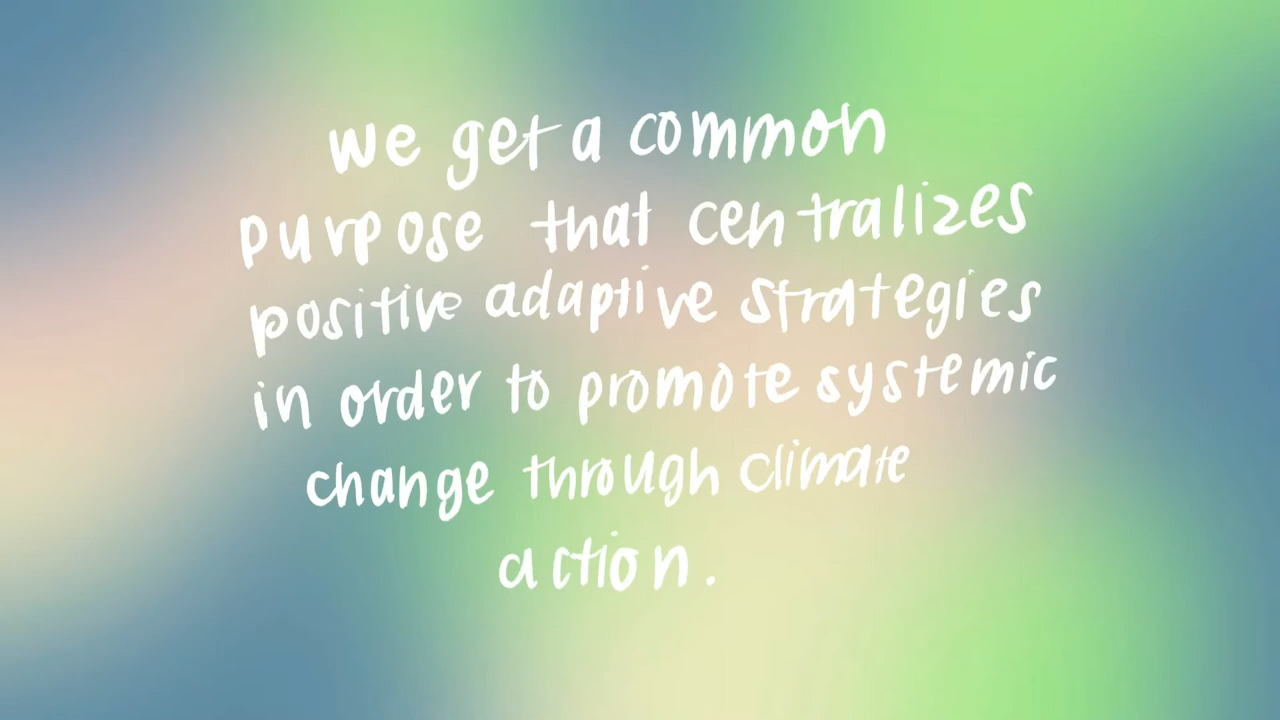 we get a common
purpose that centralizes
positive adaptive strategies
in order to promote systemic
change through climate
action.